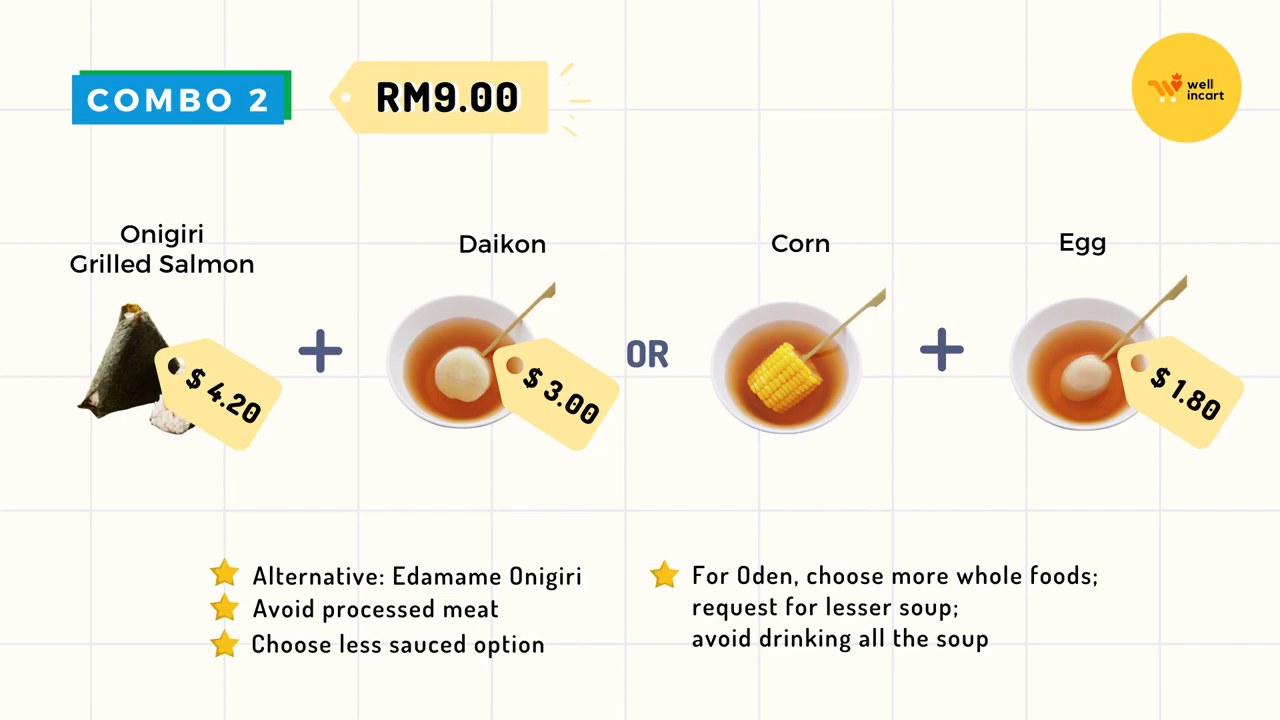 COMBO 2
RM9.00
well
incart
Onigiri
Grilled Salmon
Daikon
Corn
Egg
$ 4.20
+
$ 3.00
OR
+
$ 1.80
Alternative: Edamame Onigiri
Avoid processed meat
Choose less sauced option
For Oden, choose more whole foods;
request for lesser soup;
avoid drinking all the soup